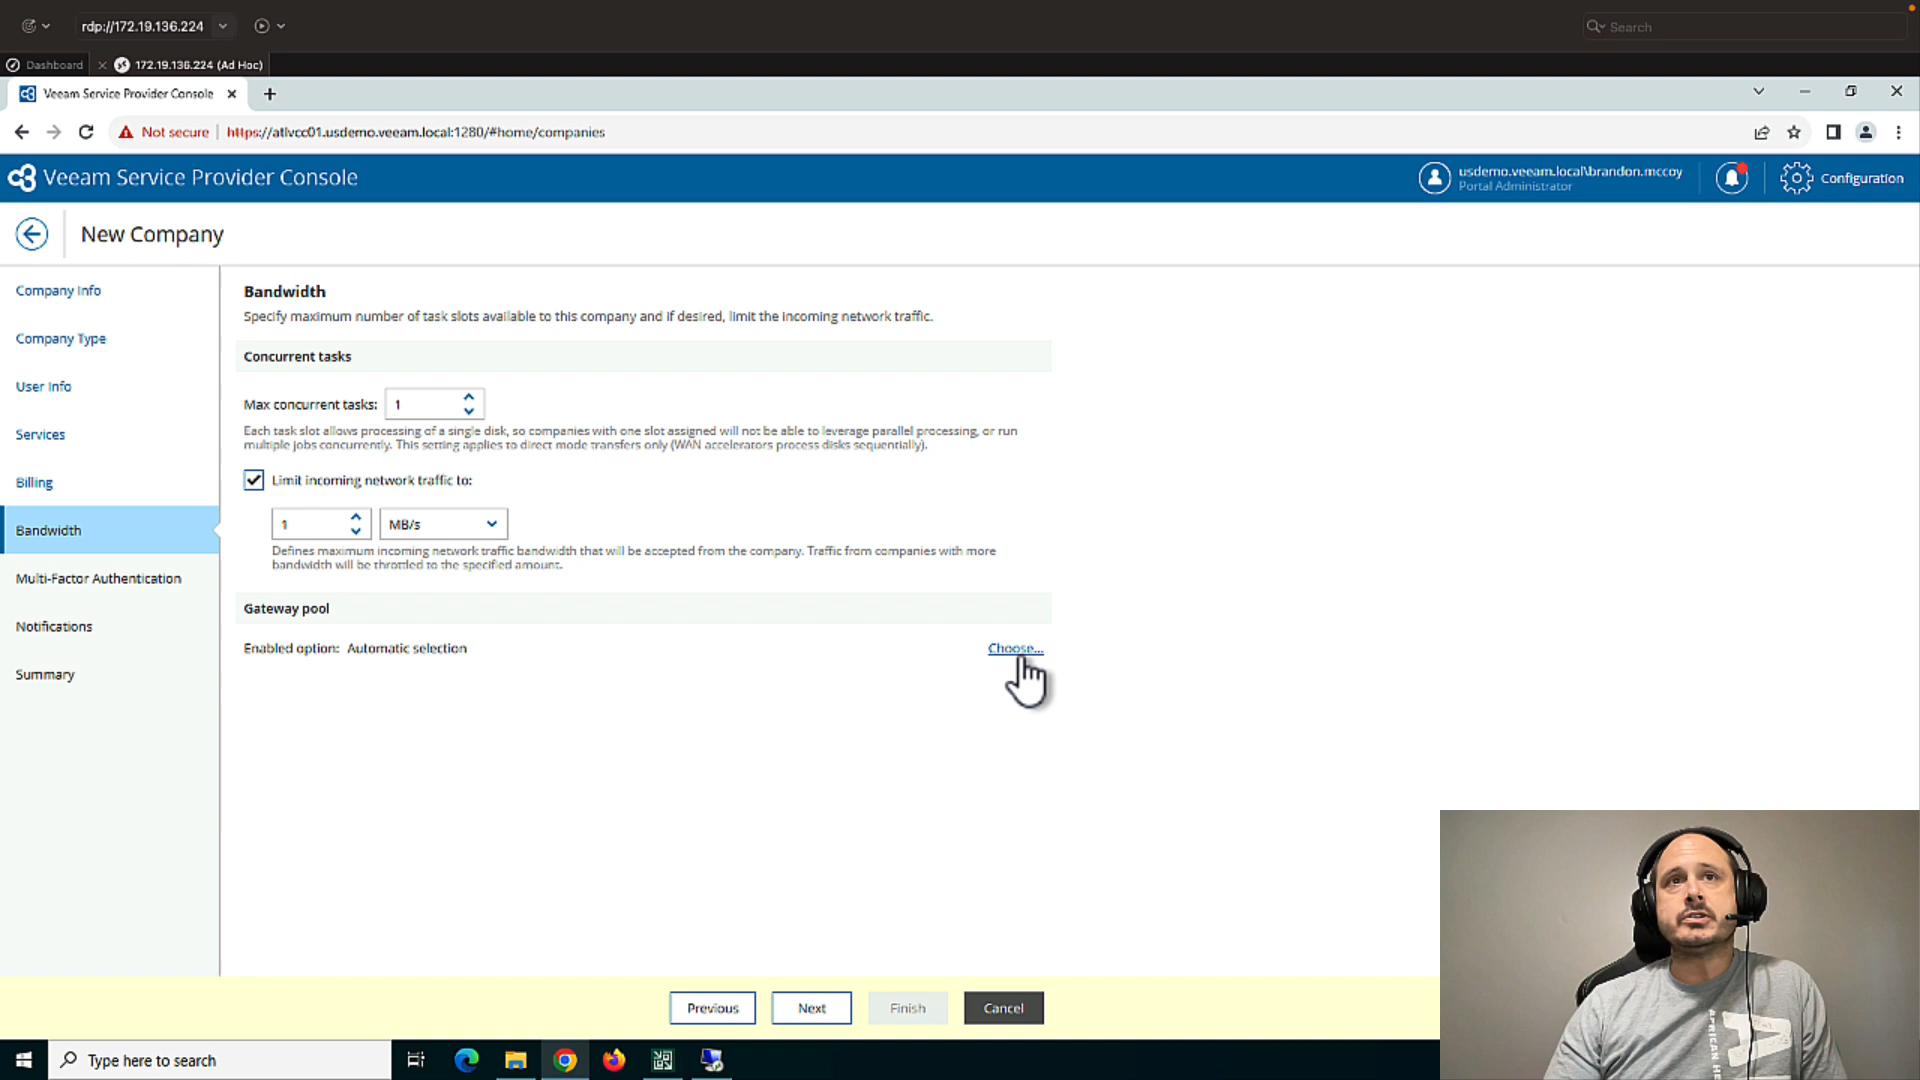 rdp://172.19.136.224
Search
Dashboard
172.19.136.224 (Ad Hoc)
Veeam Service Provider Console
Not secure
https://atlvcc01.usdemo.veeam.local:1280/#home/companies
Veeam Service Provider Console
usdemo.veeam.local\brandon.mccoy
Portal Administrator
Configuration
New Company
Company Info
Company Type
User Info
Services
Billing
Bandwidth
Multi-Factor Authentication
Notifications
Summary
Bandwidth
Specify maximum number of task slots available to this company and if desired, limit the incoming network traffic.
Concurrent tasks
Max concurrent tasks: 1
Each task slot allows processing of a single disk, so companies with one slot assigned will not be able to leverage parallel processing, or run
multiple jobs concurrently. This setting applies to direct mode transfers only (WAN accelerators process disks sequentially).
Limit incoming network traffic to:
1 MB/s
Defines maximum incoming network traffic bandwidth that will be accepted from the company. Traffic from companies with more
bandwidth will be throttled to the specified amount.
Gateway pool
Enabled option: Automatic selection
Choose...
Previous
Next
Finish
Cancel
Type here to search